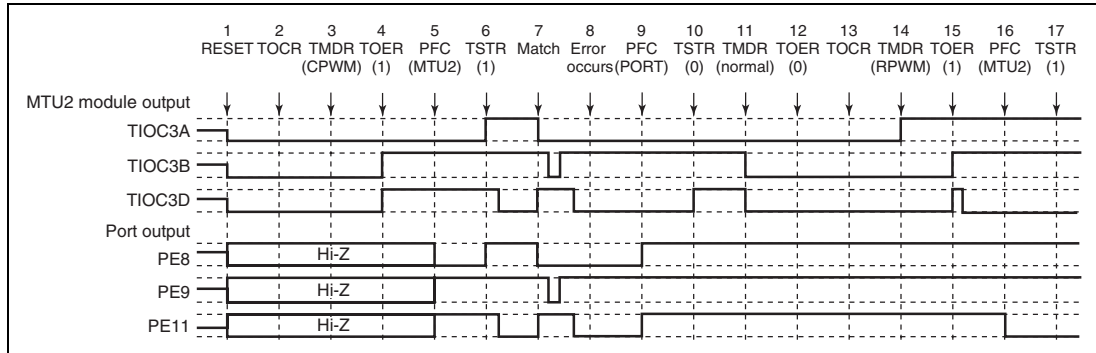 1 2 3 4 5 6 7 8 9 10 11 12 13 14 15 16 17
RESET TOCR TMDR TOER PFC TSTR Match Error PFC TSTR TMDR TOER TOCR TMDR TOER PFC TSTR
(CPWM) (1) (MTU2) (1) occurs (PORT) (0) (normal) (0) (RPWM) (1) (MTU2) (1)
MTU2 module output
TIOC3A
TIOC3B
TIOC3D
Port output
PE8 Hi-Z
PE9 Hi-Z
PE11 Hi-Z